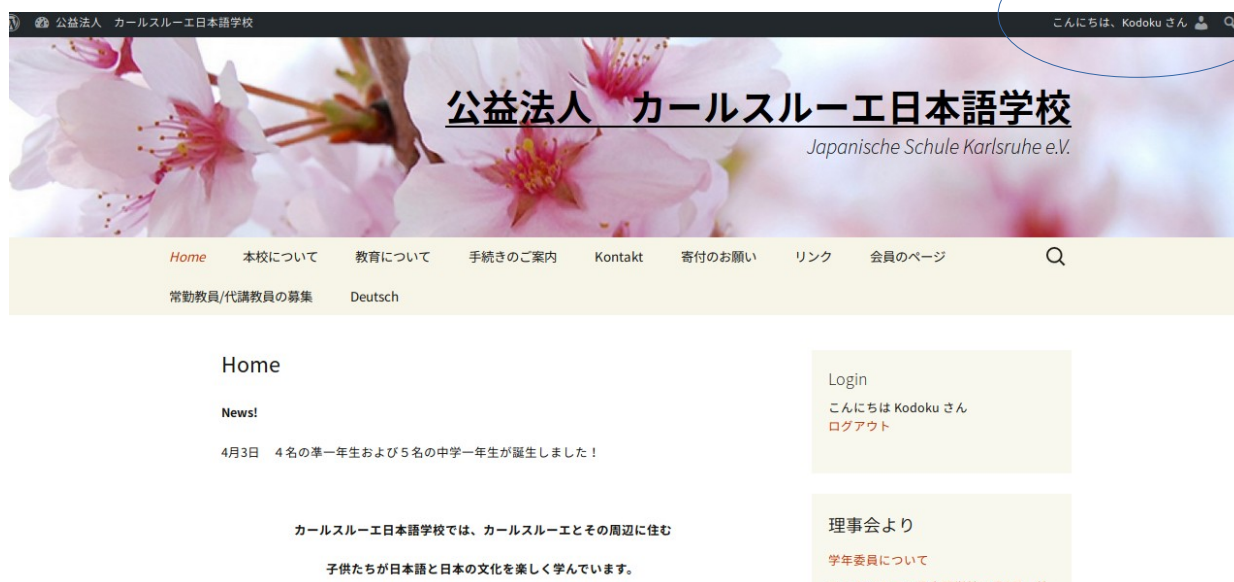 公益法人　カールスルーエ日本語学校
こんにちは、Kodoku さん
公益法人　カールスルーエ日本語学校
Japanische Schule Karlsruhe e.V.
Home 本校について 教育について 手続きのご案内 Kontakt 寄付のお願い リンク 会員のページ
常勤教員/代講教員の募集 Deutsch
Home
News!
4月3日　４名の準一年生および５名の中学一年生が誕生しました！
カールスルーエ日本語学校では、カールスルーエとその周辺に住む
子供たちが日本語と日本の文化を楽しく学んでいます。
Login
こんにちは Kodoku さん
ログアウト
理事会より
学年委員について